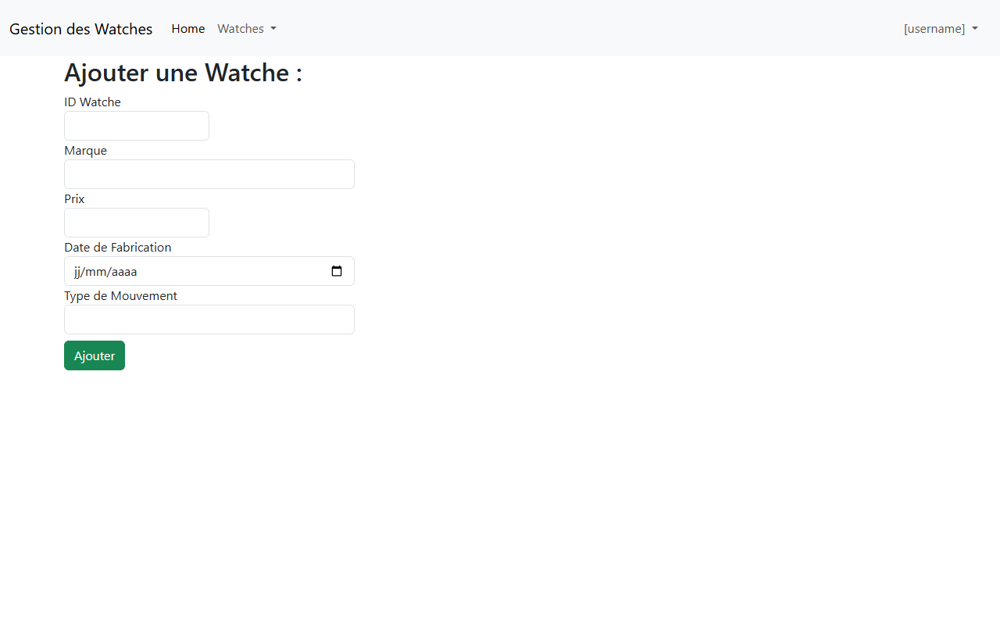 Gestion des Watches Home Watches [username]
Ajouter une Watche :
ID Watche
Marque
Prix
Date de Fabrication
jj/mm/aaaa
Type de Mouvement
Ajouter